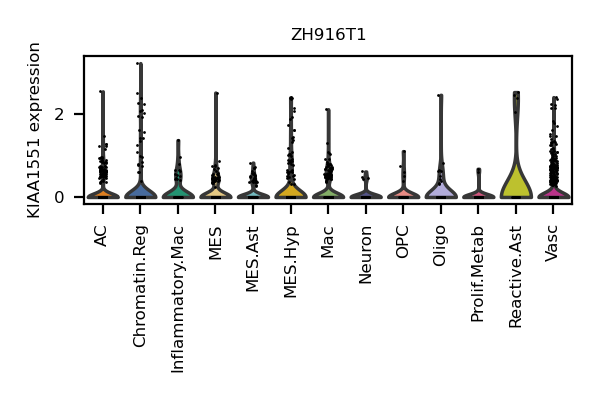 ZH916T1
KIAA1551 expression
2
0
AC
Chromatin.Reg
Inflammatory.Mac
MES
MES.Ast
MES.Hyp
Mac
Neuron
OPC
Oligo
Prolif.Metab
Reactive.Ast
Vasc